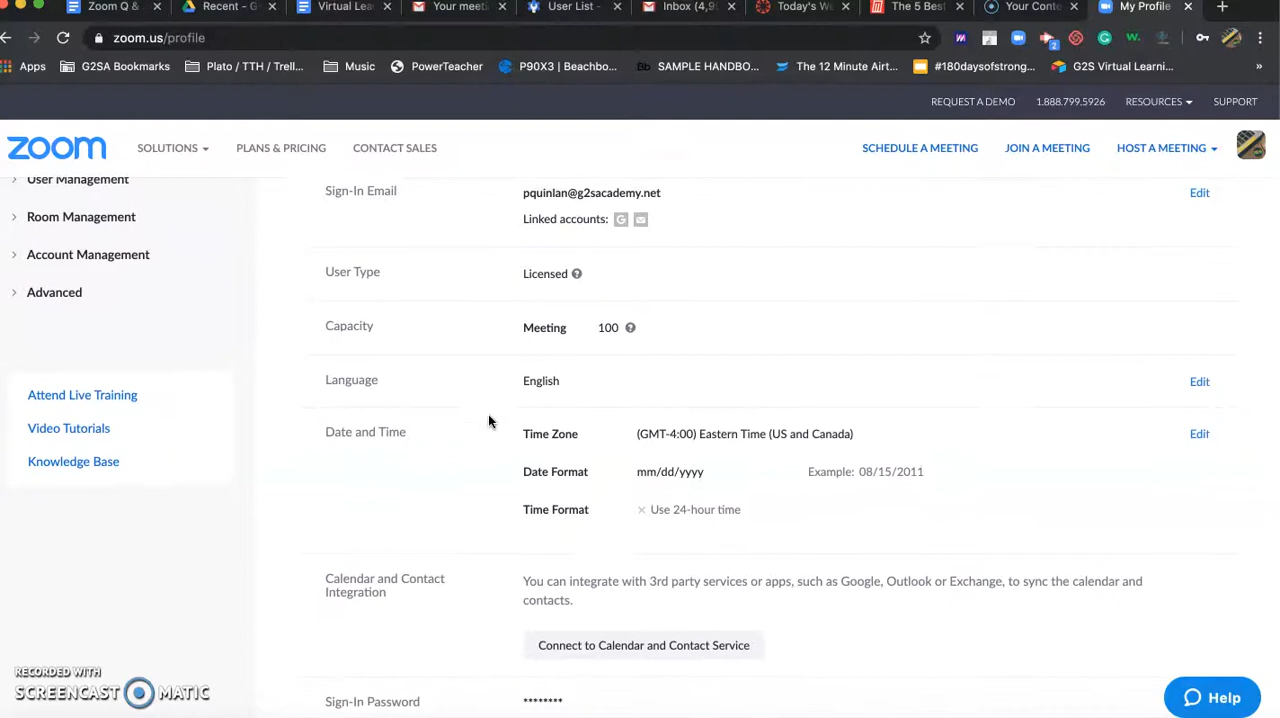 Zoom Q &
Recent – G
Virtual Lea
Your meeti
User List –
Inbox (4,9
Today's We
The 5 Best
Your Conte
My Profile
zoom.us/profile
W.
2
Apps
G2SA Bookmarks
Plato / TTH / Trell...
Music
PowerTeacher
P90X3 | Beachbo...
Bb SAMPLE HANDBO...
The 12 Minute Airt...
#180daysofstrong...
G2S Virtual Learni...
»
REQUEST A DEMO
1.888.799.5926
RESOURCES
SUPPORT
zoom
SOLUTIONS
PLANS & PRICING
CONTACT SALES
SCHEDULE A MEETING
JOIN A MEETING
HOST A MEETING
User Management
Room Management
Account Management
Advanced
Attend Live Training
Video Tutorials
Knowledge Base
Sign-In Email
pquinlan@g2sacademy.net
Edit
Linked accounts: G
User Type
Licensed ?
Capacity
Meeting 100 ?
Language
English
Edit
Date and Time
Time Zone (GMT-4:00) Eastern Time (US and Canada)
Edit
Date Format mm/dd/yyyy Example: 08/15/2011
Time Format × Use 24-hour time
Calendar and Contact
Integration
You can integrate with 3rd party services or apps, such as Google, Outlook or Exchange, to sync the calendar and
contacts.
Connect to Calendar and Contact Service
Sign-In Password
********
RECORDED WITH
SCREENCAST MATIC
Help